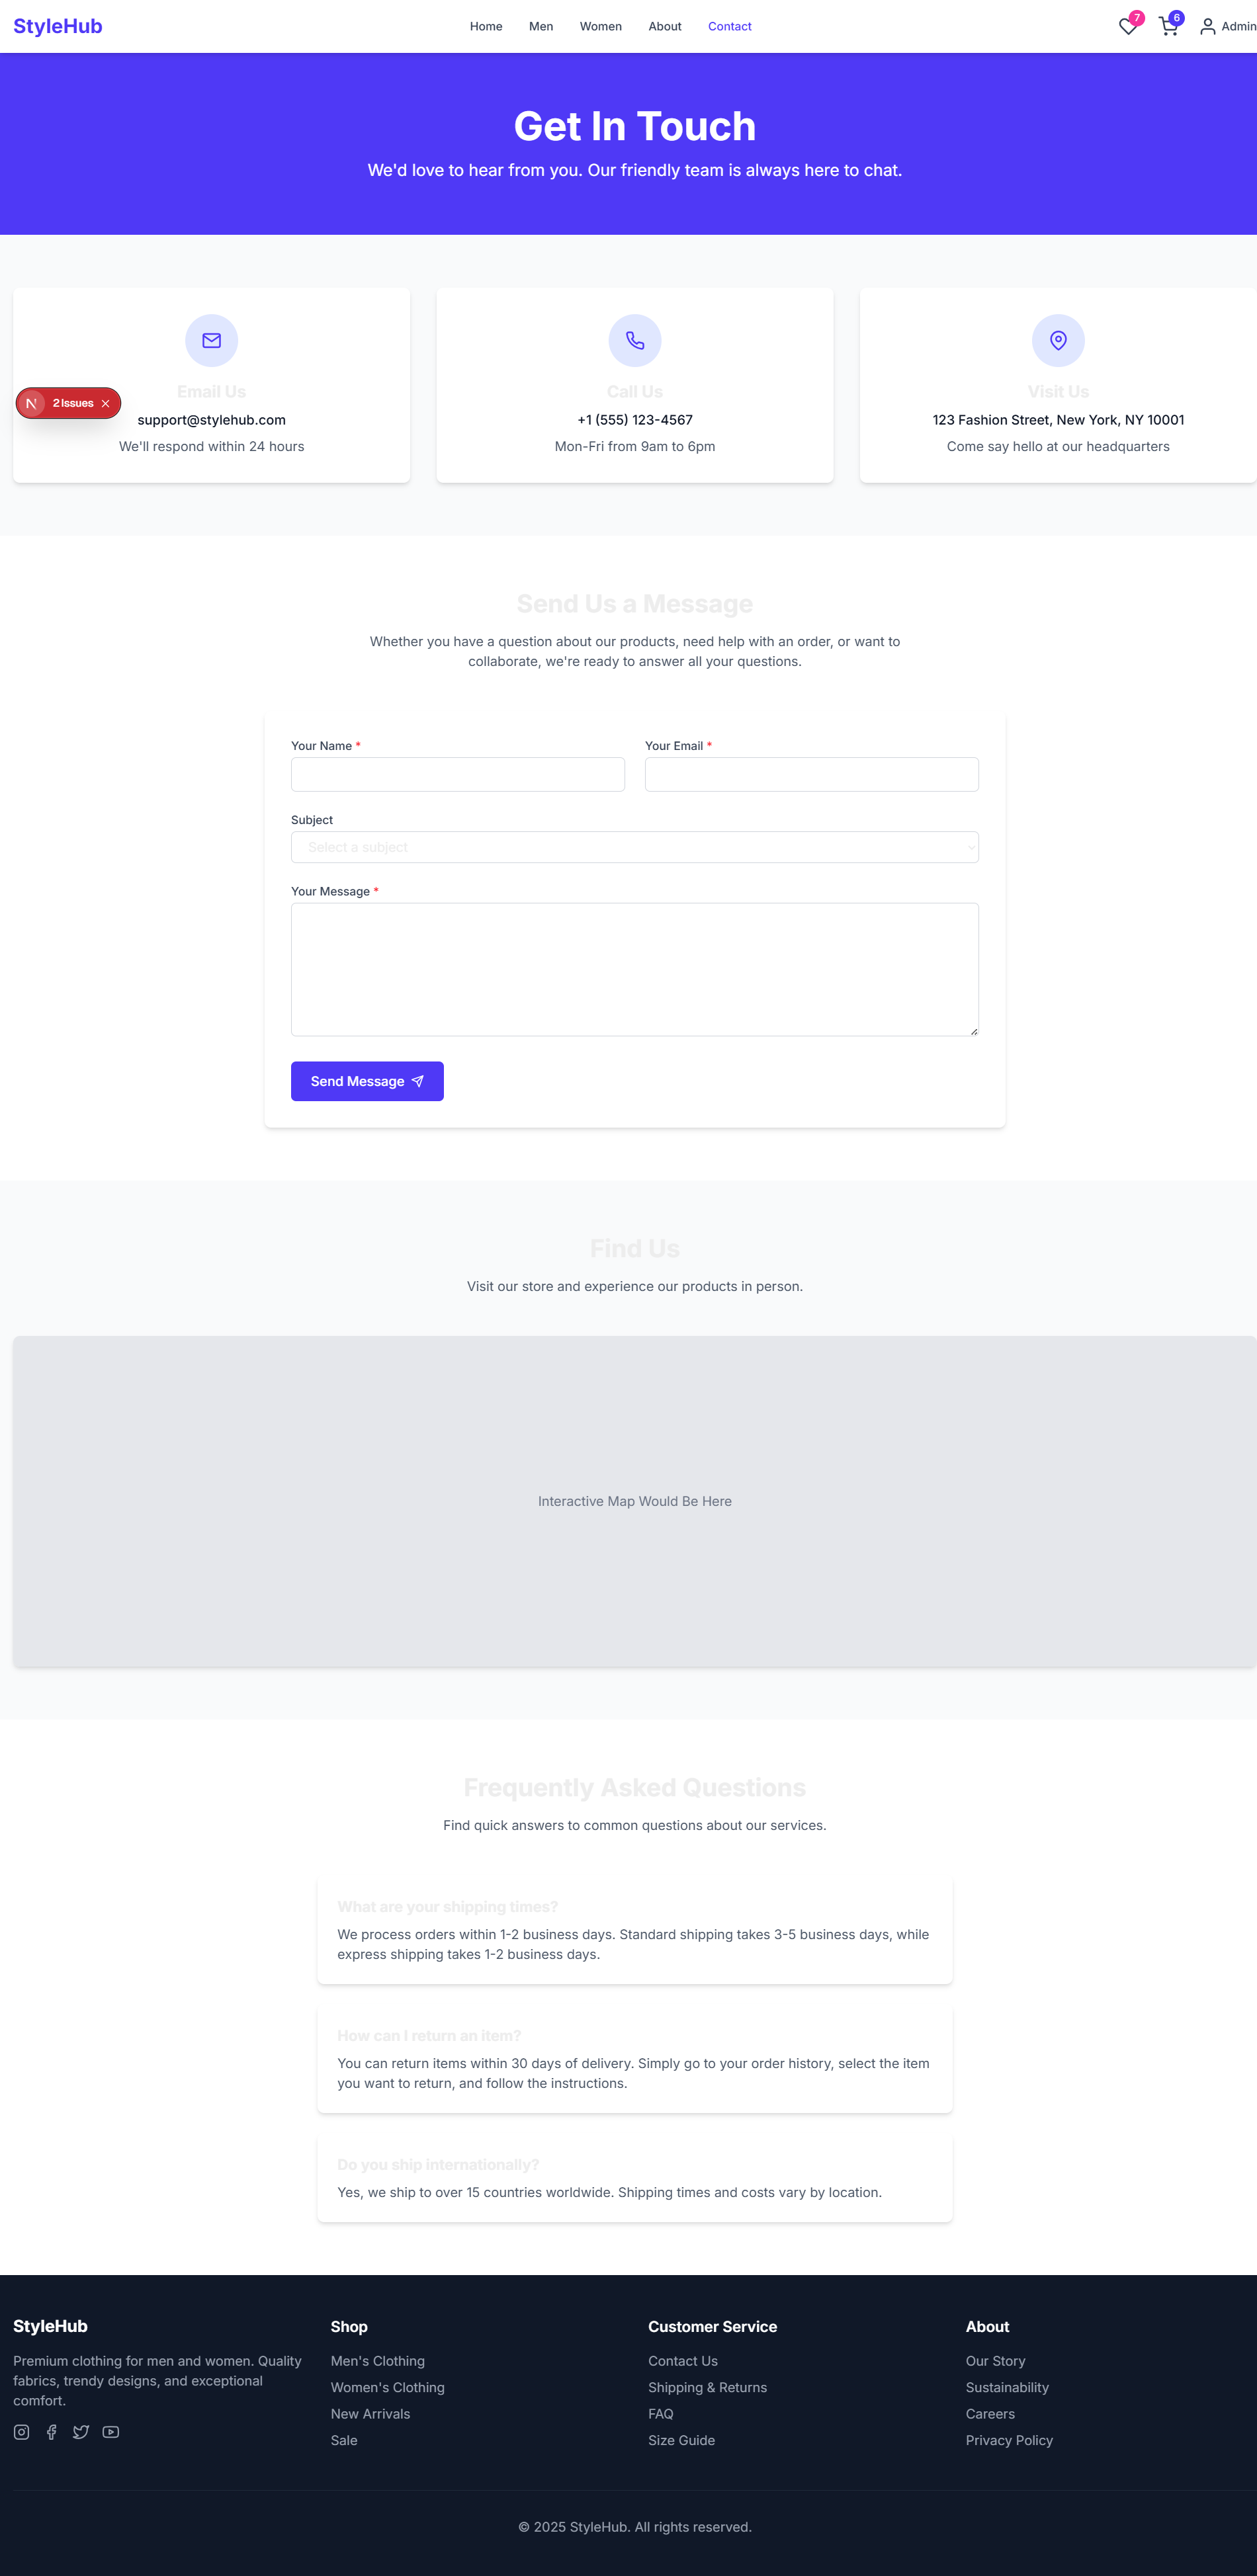 StyleHub
Home
Men
Women
About
Contact
7
6
Admin
Get In Touch
We'd love to hear from you. Our friendly team is always here to chat.
Email Us
support@stylehub.com
We'll respond within 24 hours
Call Us
+1 (555) 123-4567
Mon-Fri from 9am to 6pm
Visit Us
123 Fashion Street, New York, NY 10001
Come say hello at our headquarters
N
2 Issues
Send Us a Message
Whether you have a question about our products, need help with an order, or want to
collaborate, we're ready to answer all your questions.
Your Name *
Your Email *
Subject
Select a subject
Your Message *
Send Message
Find Us
Visit our store and experience our products in person.
Interactive Map Would Be Here
Frequently Asked Questions
Find quick answers to common questions about our services.
What are your shipping times?
We process orders within 1-2 business days. Standard shipping takes 3-5 business days, while
express shipping takes 1-2 business days.
How can I return an item?
You can return items within 30 days of delivery. Simply go to your order history, select the item
you want to return, and follow the instructions.
Do you ship internationally?
Yes, we ship to over 15 countries worldwide. Shipping times and costs vary by location.
StyleHub
Premium clothing for men and women. Quality
fabrics, trendy designs, and exceptional
comfort.
Shop
Men's Clothing
Women's Clothing
New Arrivals
Sale
Customer Service
Contact Us
Shipping & Returns
FAQ
Size Guide
About
Our Story
Sustainability
Careers
Privacy Policy
© 2025 StyleHub. All rights reserved.